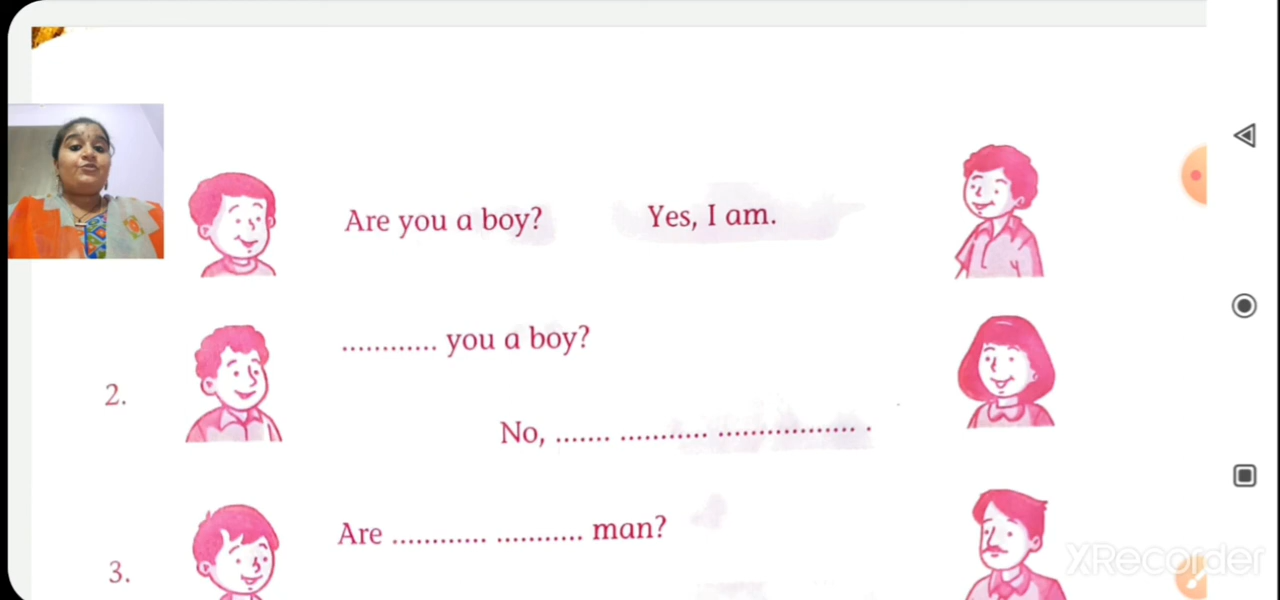 Are you a boy? Yes, I am.
............ you a boy?
2.
No, ....... ........... ................. .
Are ............ ........... man?
3.
XRecorder